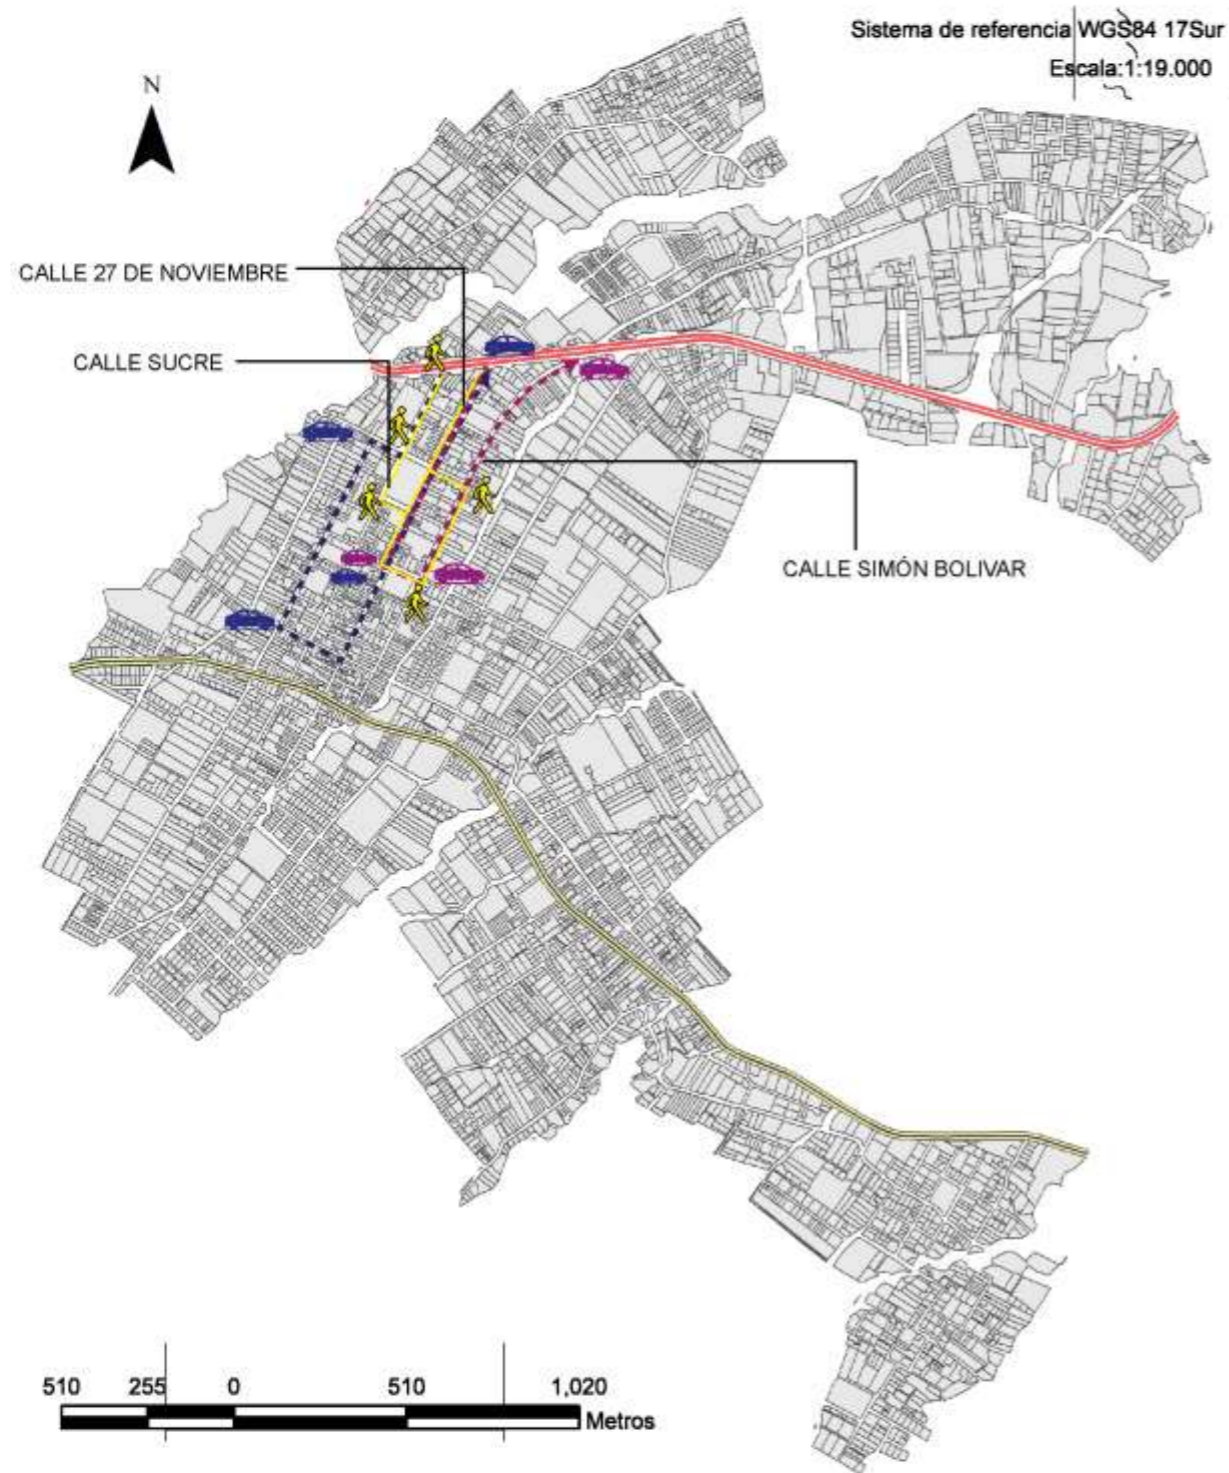 Sistema de referencia WGS84 17Sur
Escala:1:19.000
N
CALLE 27 DE NOVIEMBRE
CALLE SUCRE
CALLE SIMÓN BOLIVAR
510 255 0 510 1,020
Metros